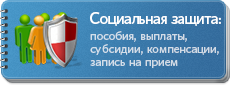 Социальная защита:
пособия, выплаты,
субсидии, компенсации,
запись на прием